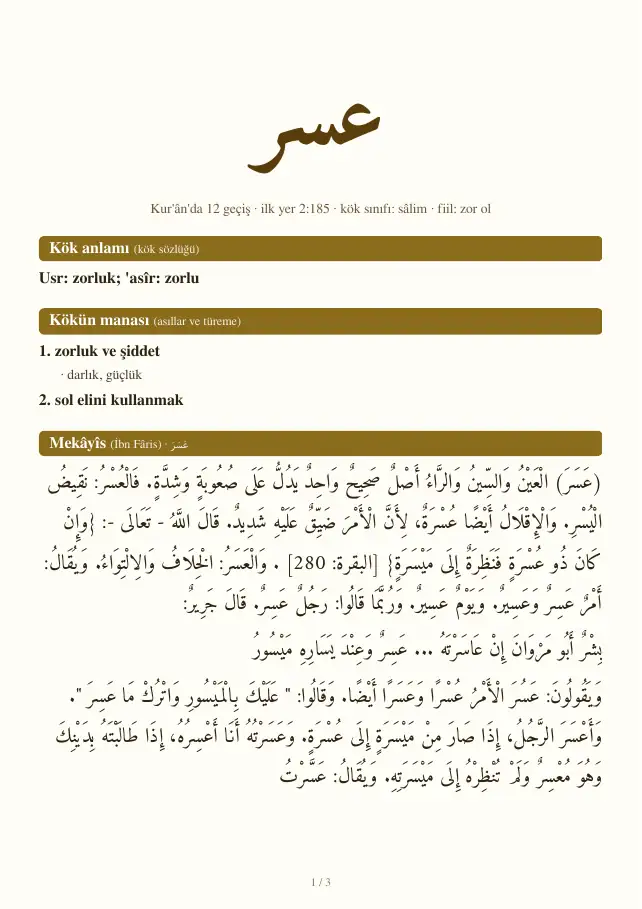 عسر
Kur'ân'da 12 geçiş · ilk yer 2:185 · kök sınıfı: sâlim · fiil: zor ol
Kök anlamı (kök sözlüğü)
Usr: zorluk; 'asîr: zorlu
Kökün manası (asıllar ve türeme)
1. zorluk ve şiddet
· darlık, güçlük
2. sol elini kullanmak
Mekâyîs (İbn Fâris) · عَسَرَ
(عَسَرَ) الْعَيْنُ وَالسِّينُ وَالرَّاءُ أَصْلٌ صَحِيحٌ وَاحِدٌ يَدُلُّ عَلَى صُعُوبَةٍ وَشِدَّةٍ. فَالْعُسْرُ: نَقِيضُ
الْيُسْرِ. وَالْإِقْلَالُ أَيْضًا عُسْرَةٌ، لِأَنَّ الْأَمْرَ ضَيِّقٌ عَلَيْهِ شَدِيدٌ. قَالَ اللَّهُ - تَعَالَى -: {وَإِنْ
كَانَ ذُو عُسْرَةٍ فَنَظِرَةٌ إِلَى مَيْسَرَةٍ} [البقرة: 280] . وَالْعَسَرُ: الْخِلَافُ وَالِالْتِوَاءُ. وَيُقَالُ:
أَمْرٌ عَسِرٌ وَعَسِيرٌ. وَيَوْمٌ عَسِيرٌ. وَرُبَّمَا قَالُوا: رَجُلٌ عَسِرٌ. قَالَ جَرِيرٌ:
بِشْرٌ أَبُو مَرْوَانَ إِنْ عَاسَرْتَهُ ... عَسِرٌ وَعِنْدَ يَسَارِهِ مَيْسُورُ
وَيَقُولُونَ: عَسُرَ الْأَمْرُ عُسْرًا وَعَسَرًا أَيْضًا. وَقَالُوا: " عَلَيْكَ بِالْمَيْسُورِ وَاتْرُكْ مَا عَسِرَ ".
وَأَعْسَرَ الرَّجُلُ، إِذَا صَارَ مِنْ مَيْسَرَةٍ إِلَى عُسْرَةٍ. وَعَسَرْتُهُ أَنَا أَعْسِرُهُ، إِذَا طَالَبْتَهُ بِدَيْنِكَ
وَهُوَ مُعْسِرٌ وَلَمْ تُنْظِرْهُ إِلَى مَيْسَرَتِهِ. وَيُقَالُ: عَسَّرْتُ
1 / 3